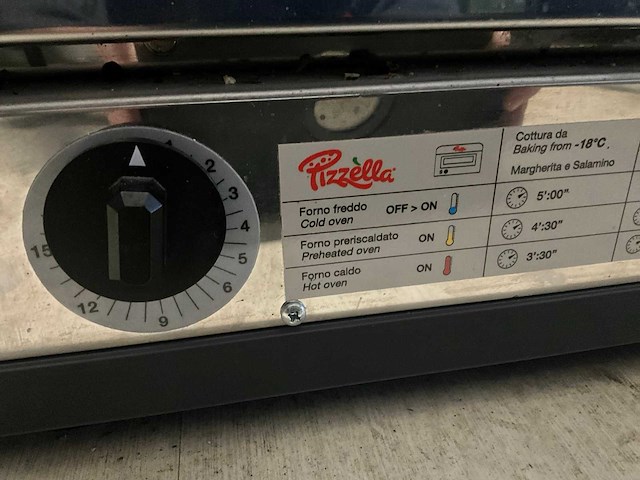 2
3
4
5
6
9
12
15
Pizzèlla
Cottura da
Baking from -18°C.
Margherita e Salamino
Forno freddo OFF > ON 5':00"
Cold oven
Forno preriscaldato ON 4':30"
Preheated oven
Forno caldo ON 3':30"
Hot oven